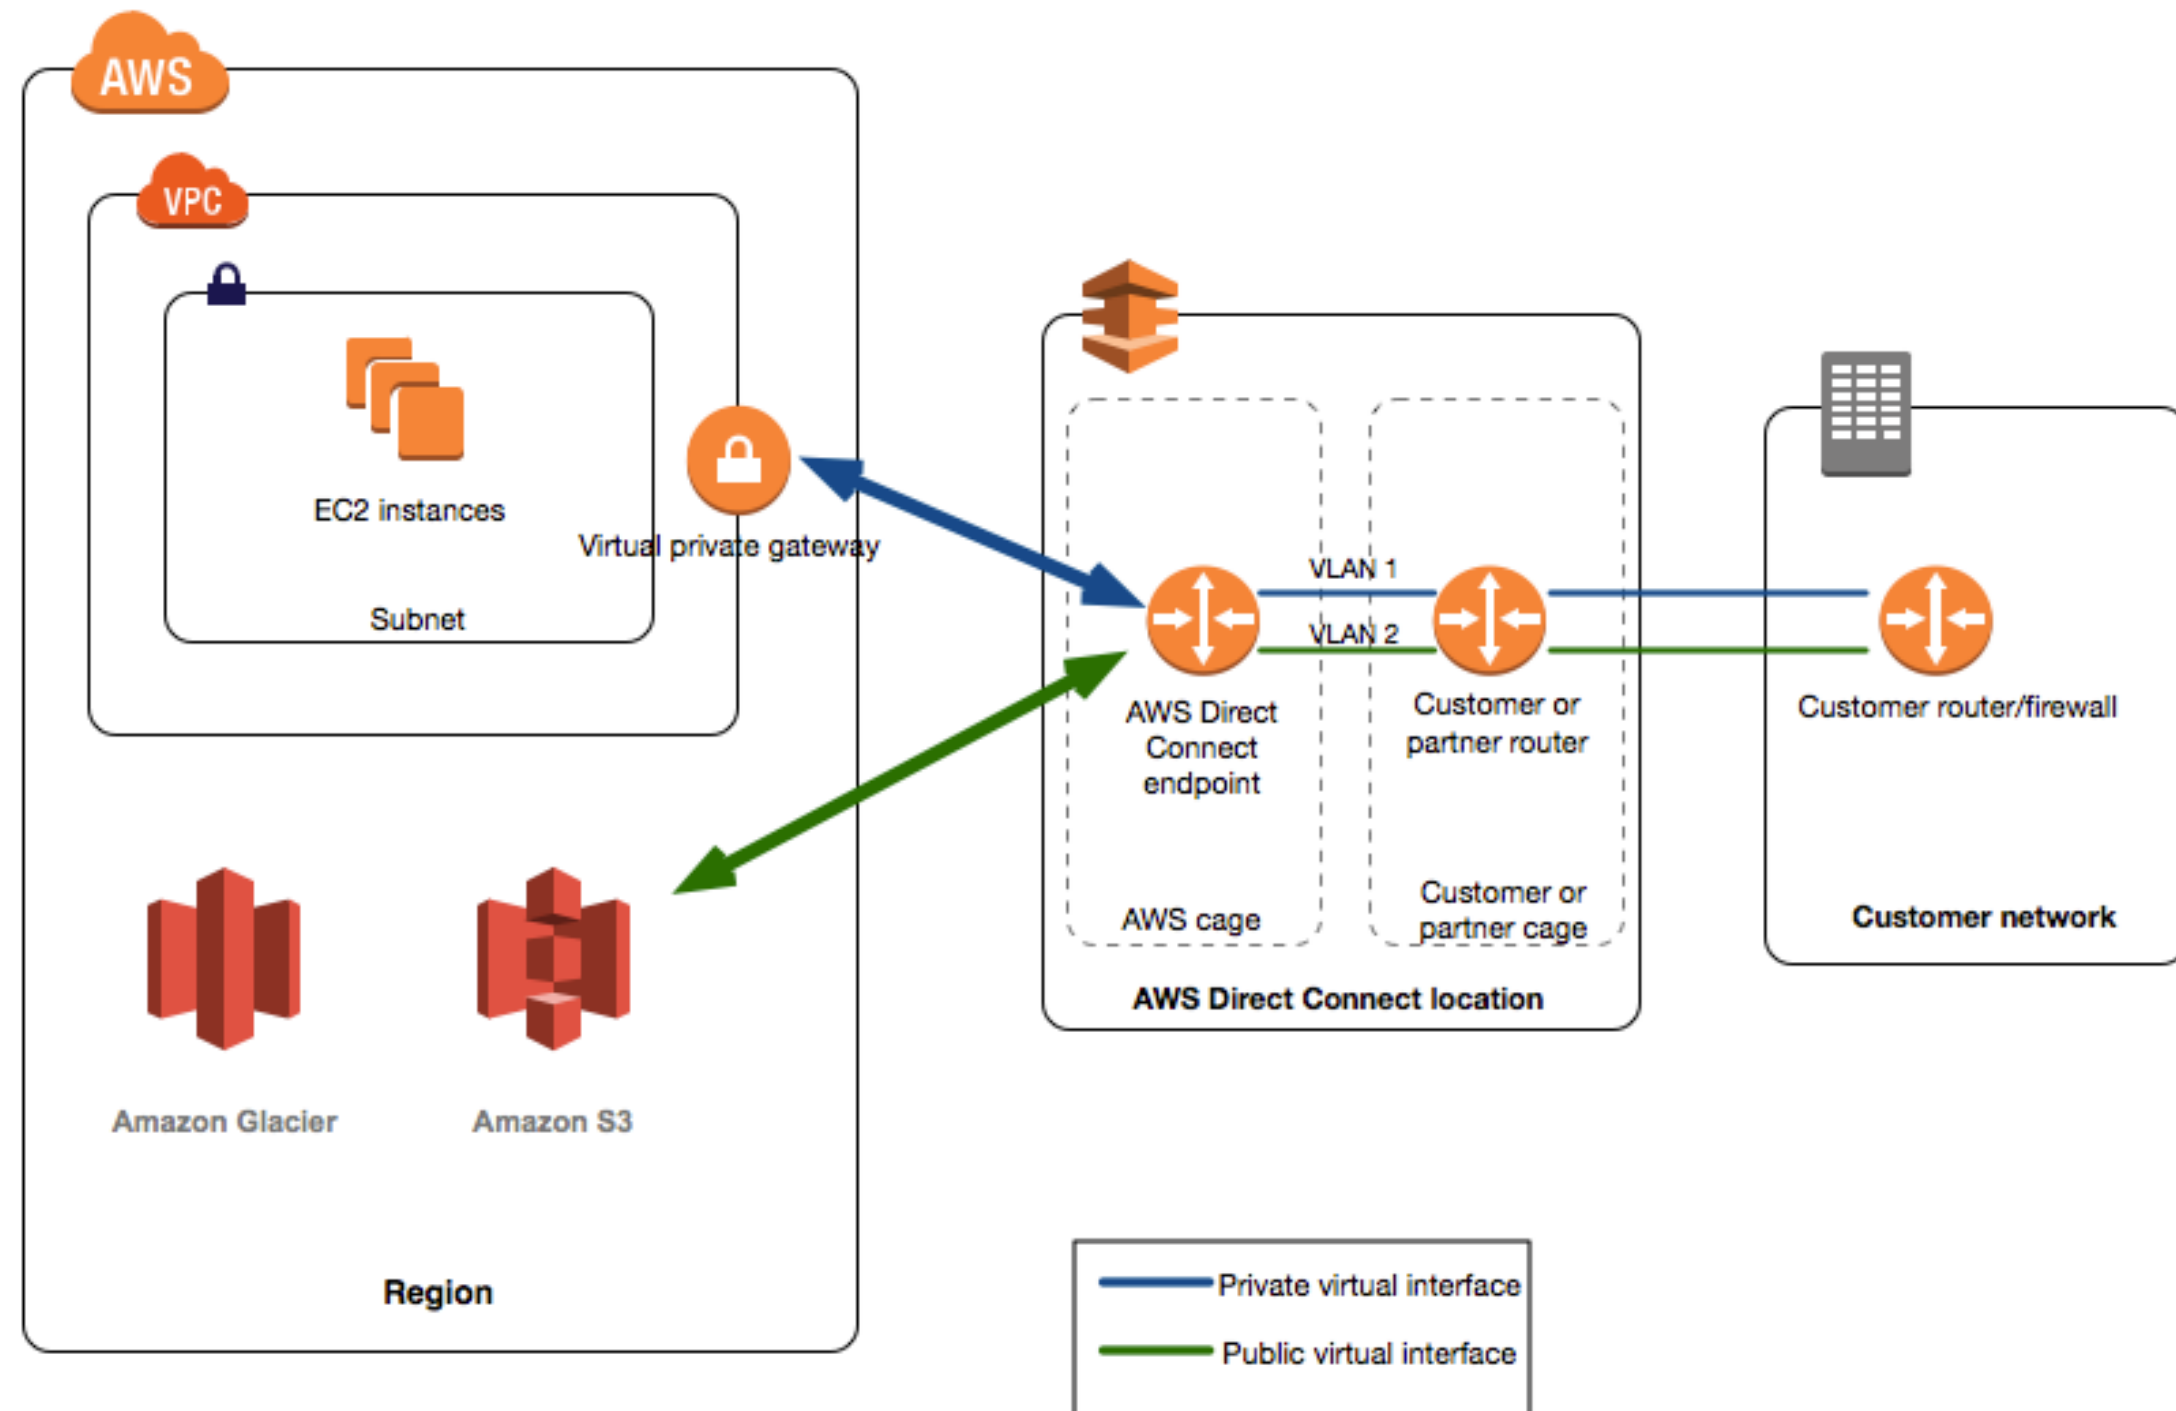 AWS
VPC
EC2 instances
Virtual private gateway
Subnet
Amazon Glacier
Amazon S3
Region
VLAN 1
VLAN 2
AWS Direct
Connect
endpoint
AWS cage
Customer or
partner router
Customer or
partner cage
AWS Direct Connect location
Customer router/firewall
Customer network
Private virtual interface
Public virtual interface